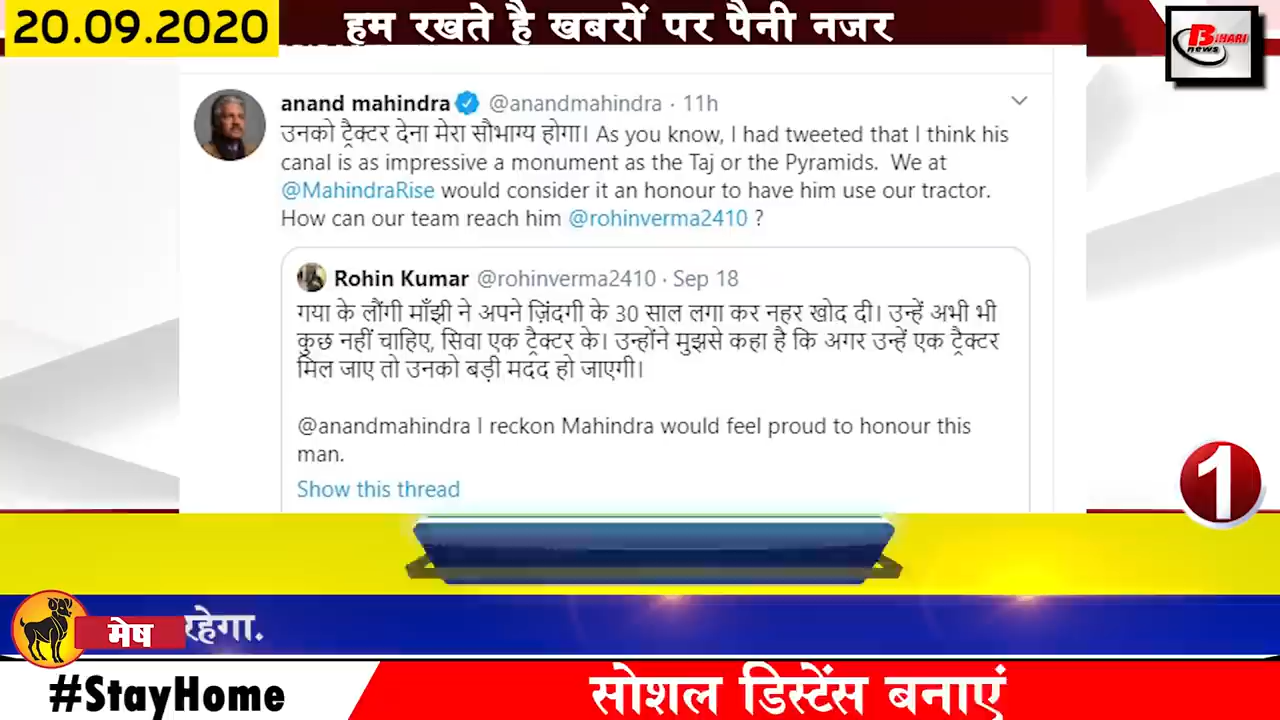 20.09.2020
हम रखते है खबरों पर पैनी नजर
BIHARI
news
anand mahindra @anandmahindra · 11h
उनको ट्रैक्टर देना मेरा सौभाग्य होगा। As you know, I had tweeted that I think his
canal is as impressive a monument as the Taj or the Pyramids. We at
@MahindraRise would consider it an honour to have him use our tractor.
How can our team reach him @rohinverma2410 ?
Rohin Kumar @rohinverma2410 · Sep 18
गया के लौंगी माँझी ने अपने ज़िंदगी के 30 साल लगा कर नहर खोद दी। उन्हें अभी भी
कुछ नहीं चाहिए, सिवा एक ट्रैक्टर के। उन्होंने मुझसे कहा है कि अगर उन्हें एक ट्रैक्टर
मिल जाए तो उनको बड़ी मदद हो जाएगी।
@anandmahindra I reckon Mahindra would feel proud to honour this
man.
Show this thread
1
मेष रहेगा.
#StayHome
सोशल डिस्टेंस बनाएं